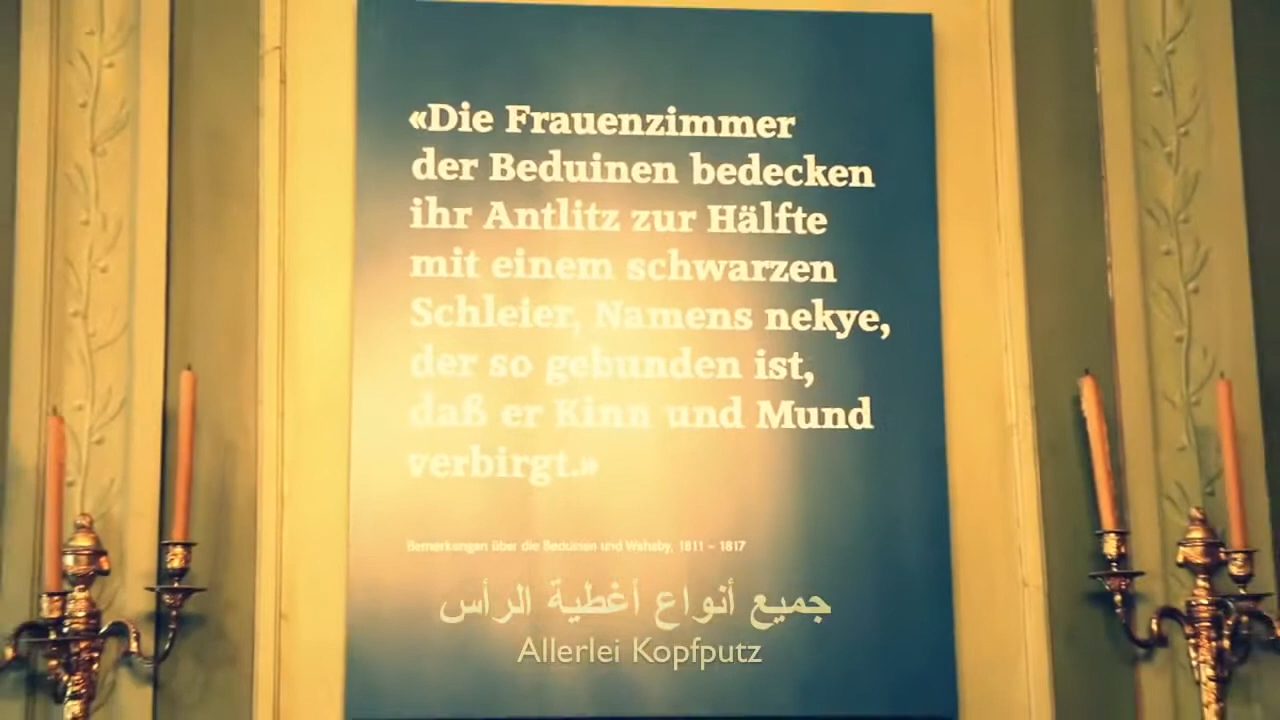 «Die Frauenzimmer
der Beduinen bedecken
ihr Antlitz zur Hälfte
mit einem schwarzen
Schleier, Namens nekye,
der so gebunden ist,
daß er Kinn und Mund
verbirgt.»
Bemerkungen über die Beduinen und Wahaby, 1811 – 1817
جميع أنواع أغطية الرأس
Allerlei Kopfputz